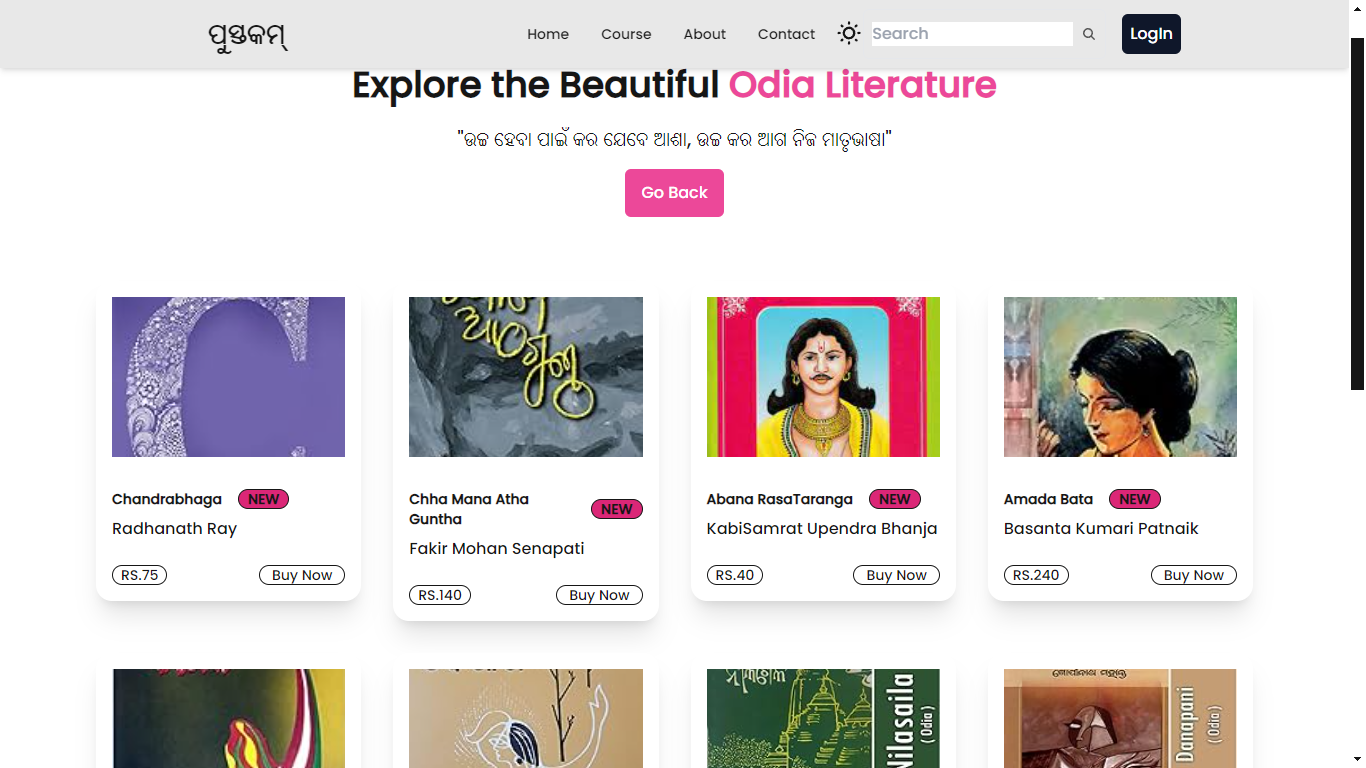 ପୁସ୍ତକମ୍
Home Course About Contact Search LogIn
Explore the Beautiful Odia Literature
"ଉଚ୍ଚ ହେବା ପାଇଁ କର ଯେବେ ଆଶା, ଉଚ୍ଚ କର ଆଗ ନିଜ ମାତୃଭାଷା"
Go Back
C
ଆଠଗୁଣ୍ଠ
Chandrabhaga NEW
Radhanath Ray
RS.75 Buy Now
Chha Mana Atha
Guntha NEW
Fakir Mohan Senapati
RS.140 Buy Now
Abana RasaTaranga NEW
KabiSamrat Upendra Bhanja
RS.40 Buy Now
Amada Bata NEW
Basanta Kumari Patnaik
RS.240 Buy Now
Nilasaila
(Odia)
ଗୋପୀନାଥ ମହାନ୍ତି
Danapani
(Odia)